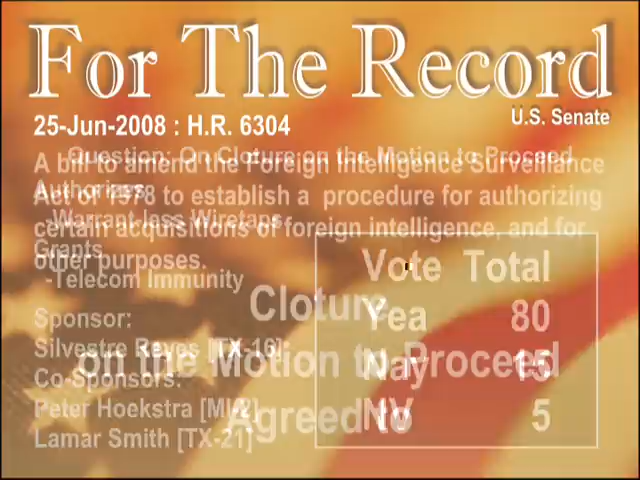 For The Record
U.S. Senate
25-Jun-2008 : H.R. 6304
Question: On Cloture on the Motion to Proceed
A bill to amend the Foreign Intelligence Surveillance
Authorizes
Act of 1978 to establish a procedure for authorizing
-Warrant-less Wiretaps
certain acquisitions of foreign intelligence, and for
Grants
other purposes.
-Telecom Immunity
Vote Total
Yea 80
Nay 15
NV 5
Cloture
on the Motion to Proceed
Agreed to
Sponsor:
Silvestre Reyes [TX-16]
Co-Sponsors:
Peter Hoekstra [MI-2]
Lamar Smith [TX-21]